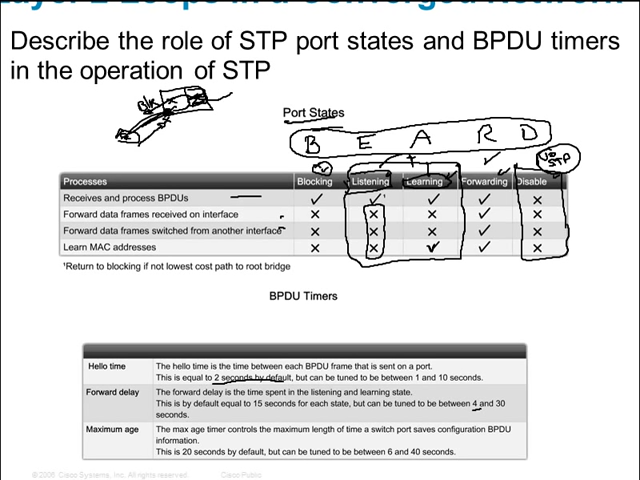 Describe the role of STP port states and BPDU timers
in the operation of STP
Blk
Port States
B E A R D
No STP
Processes Blocking Listening Learning Forwarding Disable
Receives and process BPDUs ✓ ✓¹ ✓ ✓ ✕
Forward data frames received on interface ✕ ✕ ✕ ✓ ✕
Forward data frames switched from another interface ✕ ✕ ✕ ✓ ✕
Learn MAC addresses ✕ ✕ ✓ ✓ ✕
¹Return to blocking if not lowest cost path to root bridge
BPDU Timers
Hello time The hello time is the time between each BPDU frame that is sent on a port.
This is equal to 2 seconds by default, but can be tuned to be between 1 and 10 seconds.
Forward delay The forward delay is the time spent in the listening and learning state.
This is by default equal to 15 seconds for each state, but can be tuned to be between 4 and 30
seconds.
Maximum age The max age timer controls the maximum length of time a switch port saves configuration BPDU
information.
This is 20 seconds by default, but can be tuned to be between 6 and 40 seconds.
© 2006 Cisco Systems, Inc. All rights reserved. Cisco Public